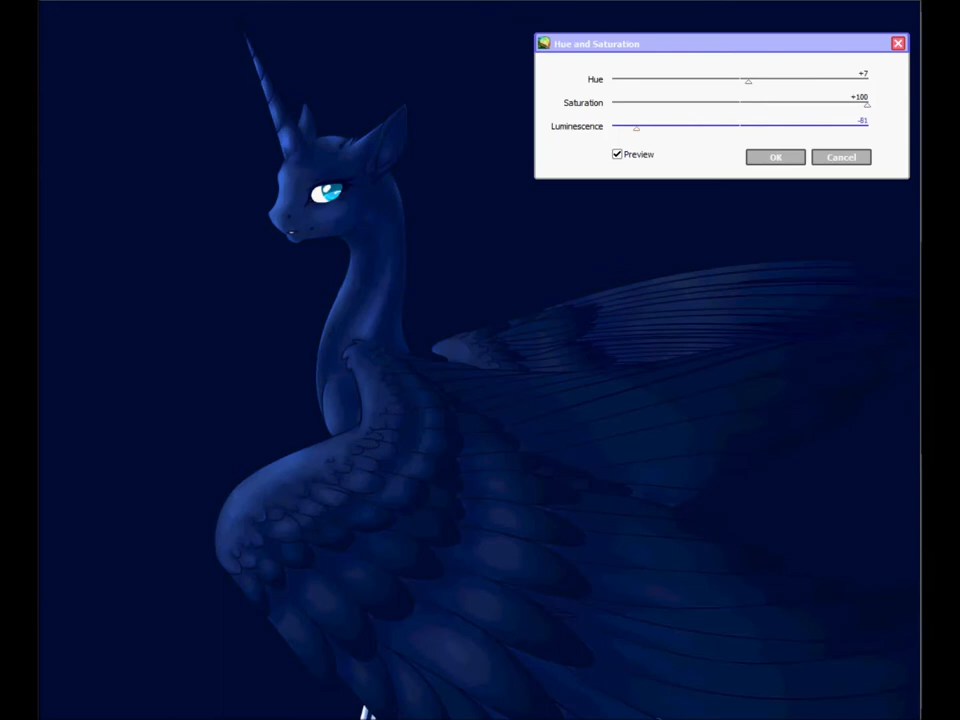 Hue and Saturation
Hue +7
Saturation +100
Luminescence -81
Preview OK Cancel